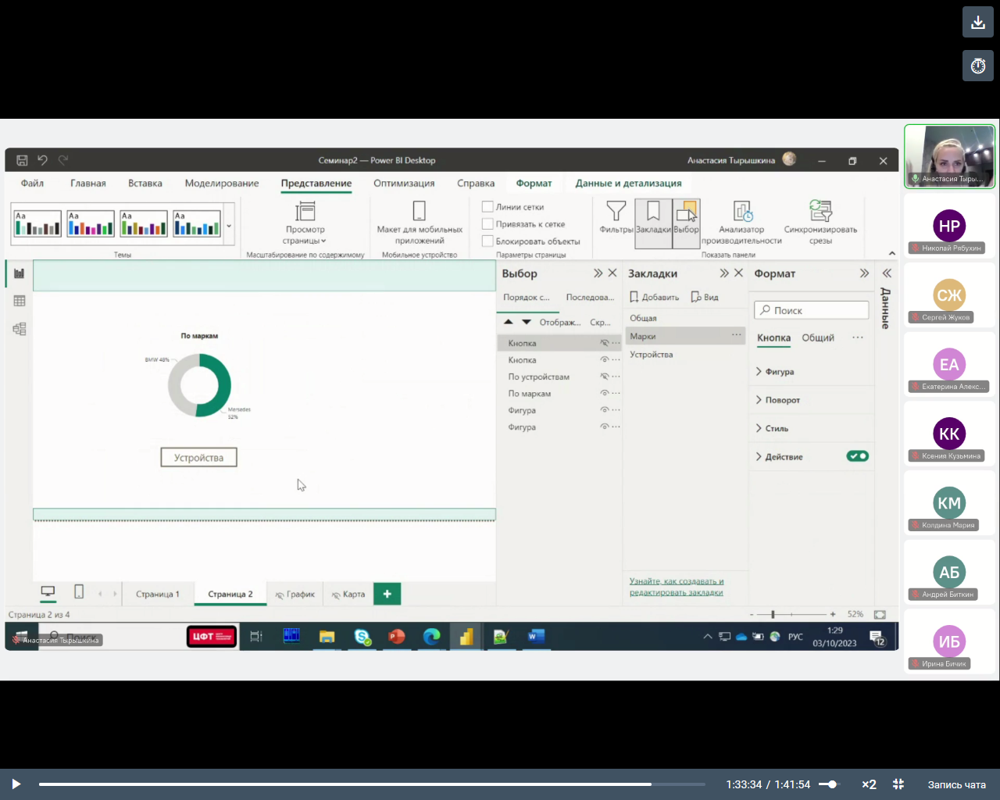 Семинар2 — Power BI Desktop
Анастасия Тырышкина
Файл Главная Вставка Моделирование Представление Оптимизация Справка Формат Данные и детализация
Aa Aa Aa Aa
Темы
Просмотр страницы
Масштабирование по содержимому
Макет для мобильных приложений
Мобильное устройство
Линии сетки
Привязать к сетке
Блокировать объекты
Параметры страницы
Фильтры Закладки Выбор
Анализатор производительности
Синхронизировать срезы
Показать панели
По маркам
BMW 48%
Mersedes
52%
Устройства
Выбор
Порядок с... Последова...
Отображ... Скр...
Кнопка
Кнопка
По устройствам
По маркам
Фигура
Фигура
Закладки
Добавить Вид
Общая
Марки
Устройства
Узнайте, как создавать и
редактировать закладки
Формат
Поиск
Кнопка Общий
Фигура
Поворот
Стиль
Действие
Данные
Страница 1 Страница 2 График Карта
Страница 2 из 4
52%
Поиск
Анастасия Тырышкина
ЦФТ
РУС
1:29
03/10/2023
12
Анастасия Тыры...
НР
Николай Рябухин
СЖ
Сергей Жуков
ЕА
Екатерина Алекс...
КК
Ксения Кузьмина
КМ
Колдина Мария
АБ
Андрей Биткин
ИБ
Ирина Бичик
1:33:34 / 1:41:54
×2
Запись чата